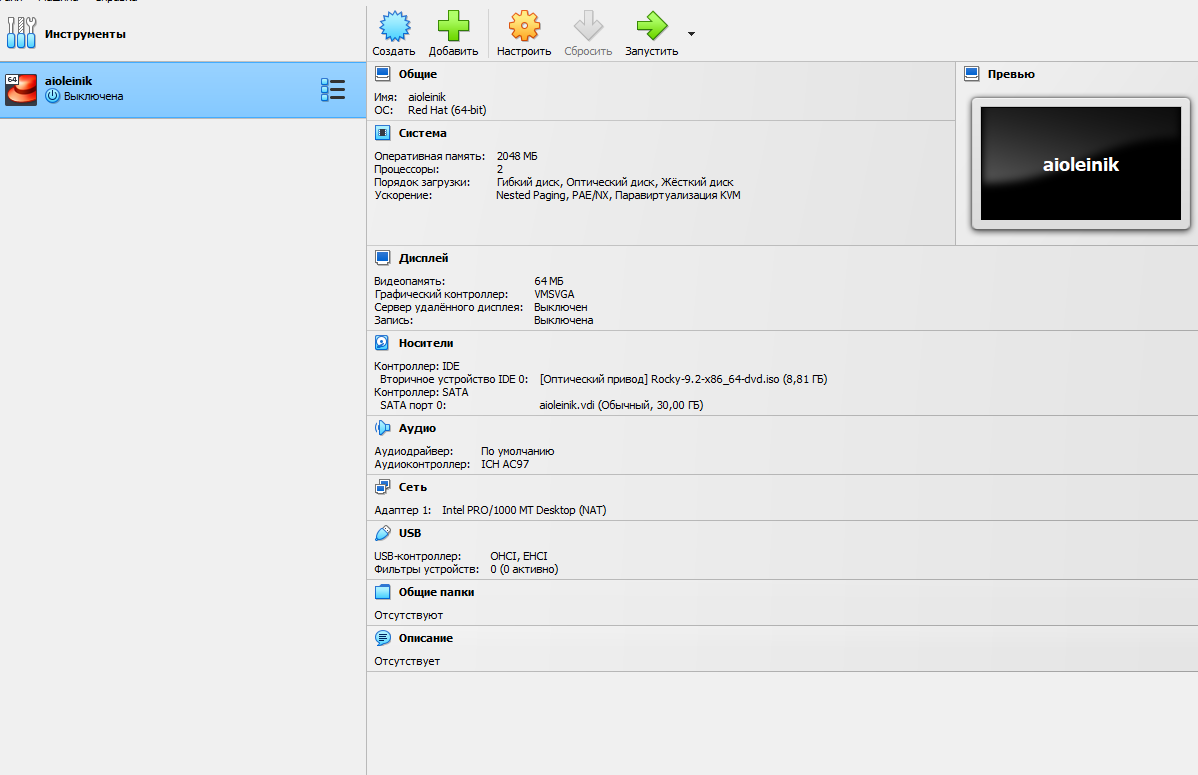 Инструменты
64
aioleinik
Выключена
Создать
Добавить
Настроить
Сбросить
Запустить
Общие
Имя: aioleinik
ОС: Red Hat (64-bit)
Превью
aioleinik
Система
Оперативная память: 2048 МБ
Процессоры: 2
Порядок загрузки: Гибкий диск, Оптический диск, Жёсткий диск
Ускорение: Nested Paging, PAE/NX, Паравиртуализация KVM
Дисплей
Видеопамять: 64 МБ
Графический контроллер: VMSVGA
Сервер удалённого дисплея: Выключен
Запись: Выключена
Носители
Контроллер: IDE
Вторичное устройство IDE 0: [Оптический привод] Rocky-9.2-x86_64-dvd.iso (8,81 ГБ)
Контроллер: SATA
SATA порт 0: aioleinik.vdi (Обычный, 30,00 ГБ)
Аудио
Аудиодрайвер: По умолчанию
Аудиоконтроллер: ICH AC97
Сеть
Адаптер 1: Intel PRO/1000 MT Desktop (NAT)
USB
USB-контроллер: OHCI, EHCI
Фильтры устройств: 0 (0 активно)
Общие папки
Отсутствуют
Описание
Отсутствует